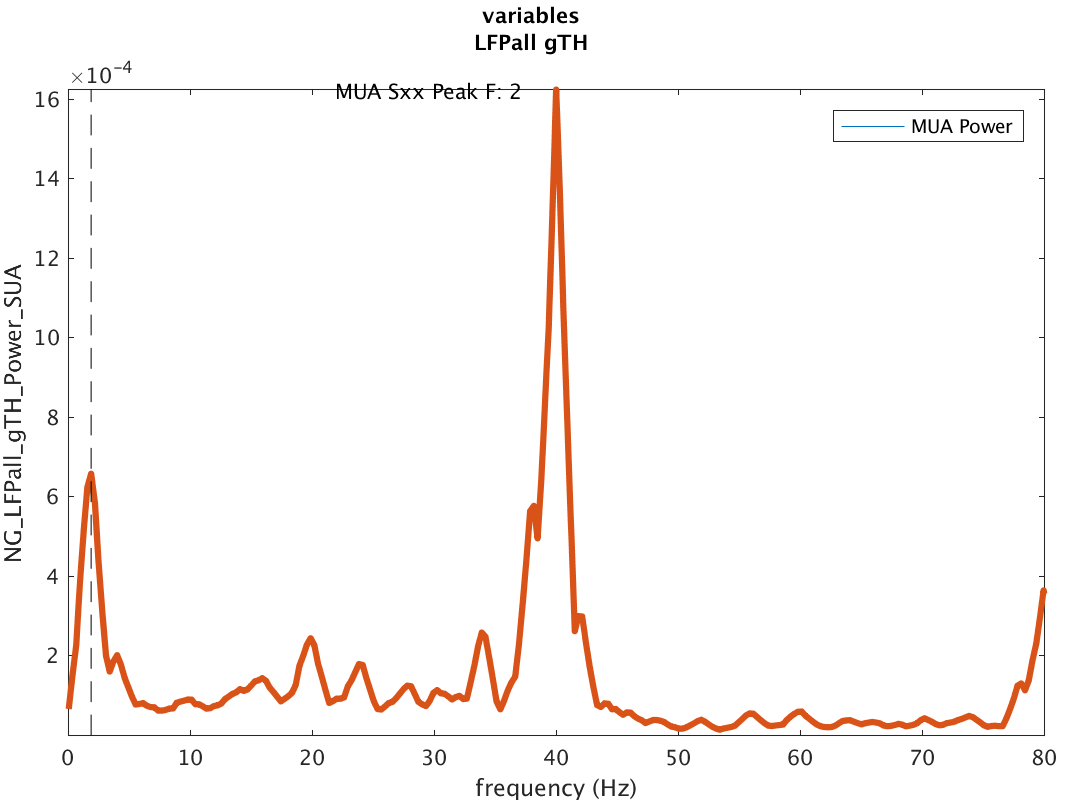 variables
LFPall gTH
×10⁻⁴
MUA Sxx Peak F: 2
MUA Power
16
14
12
10
8
6
4
2
NG_LFPall_gTH_Power_SUA
0 10 20 30 40 50 60 70 80
frequency (Hz)